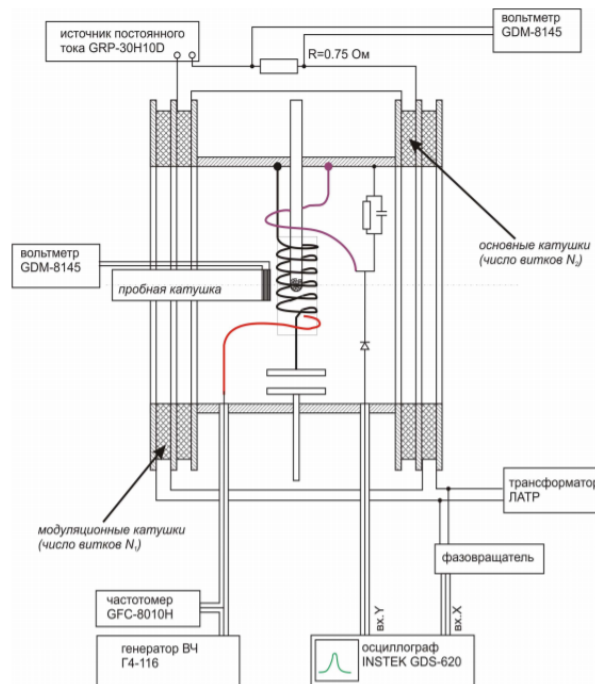 источник постоянного
тока GRP-30H10D
R=0.75 Ом
вольтметр
GDM-8145
вольтметр
GDM-8145
пробная катушка
основные катушки
(число витков N₂)
модуляционные катушки
(число витков N₁)
трансформатор
ЛАТР
фазовращатель
частотомер
GFC-8010H
генератор ВЧ
Г4-116
вх.Y
вх.X
осциллограф
INSTEK GDS-620